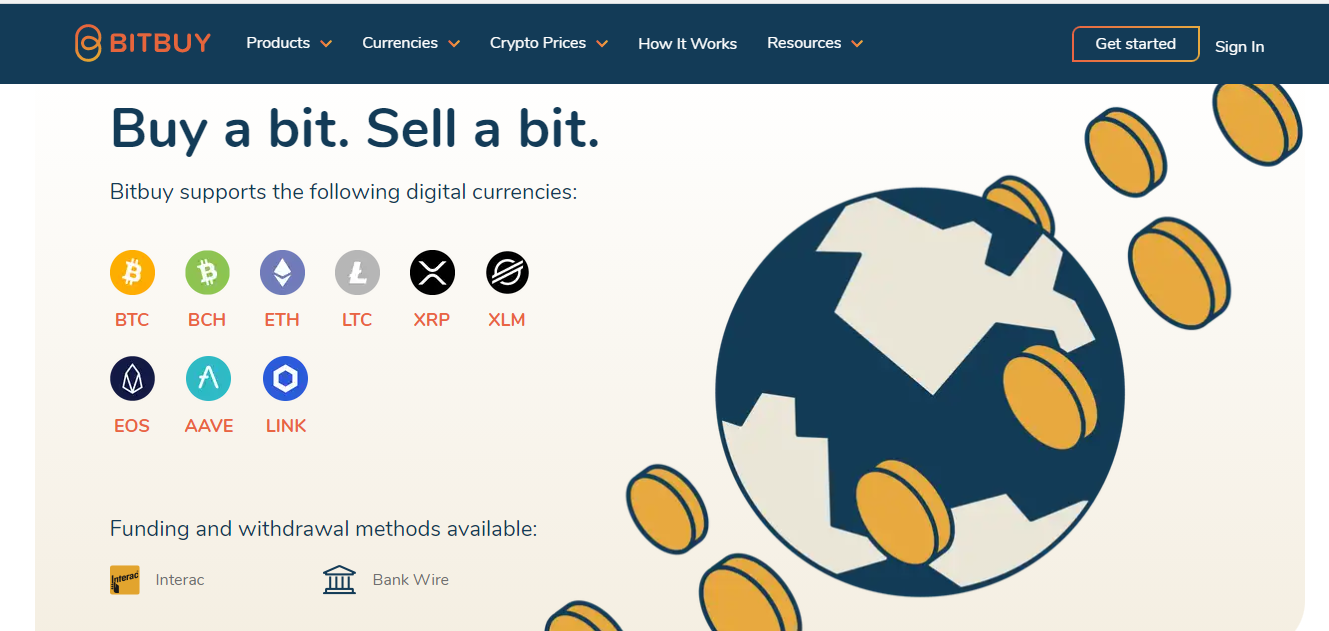 BITBUY Products Currencies Crypto Prices How It Works Resources Get started Sign In
Buy a bit. Sell a bit.
Bitbuy supports the following digital currencies:
BTC BCH ETH LTC XRP XLM
EOS AAVE LINK
Funding and withdrawal methods available:
Interac Interac Bank Wire